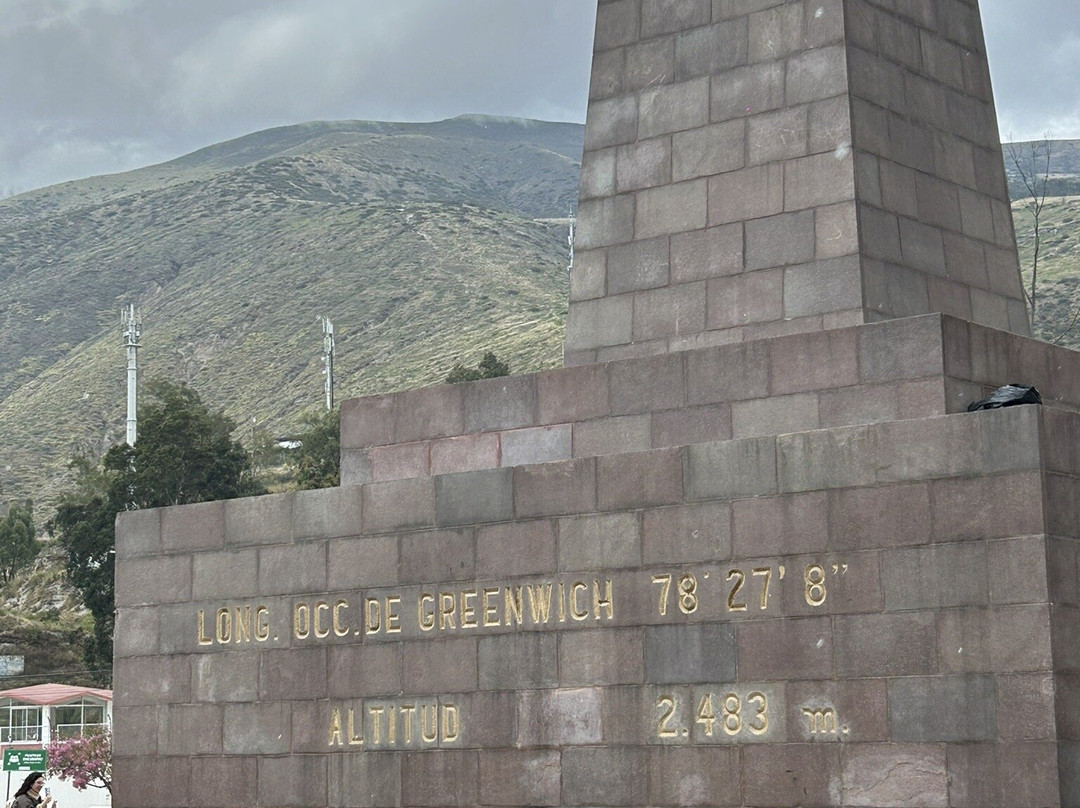 LONG. OCC. DE GREENWICH 78° 27' 8"
ALTITUD 2.483 m.